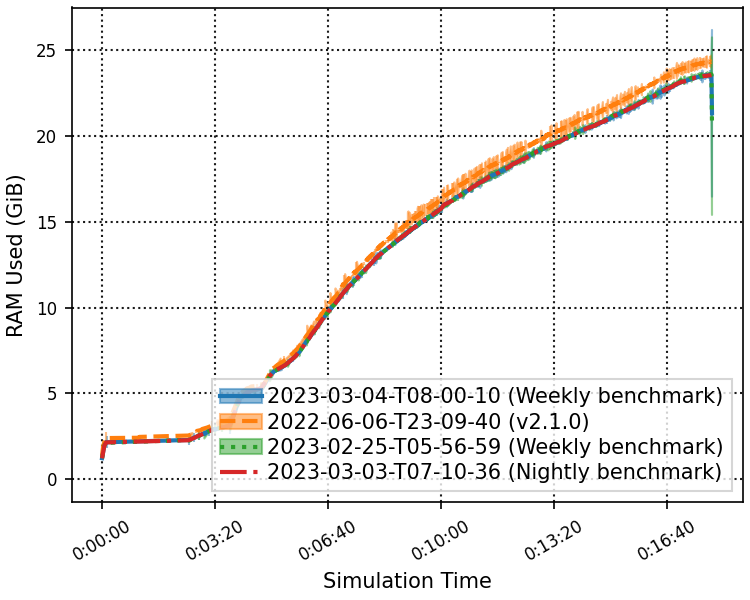 25
20
15
10
5
0
RAM Used (GiB)
2023-03-04-T08-00-10 (Weekly benchmark)
2022-06-06-T23-09-40 (v2.1.0)
2023-02-25-T05-56-59 (Weekly benchmark)
2023-03-03-T07-10-36 (Nightly benchmark)
0:00:00
0:03:20
0:06:40
0:10:00
0:13:20
0:16:40
Simulation Time